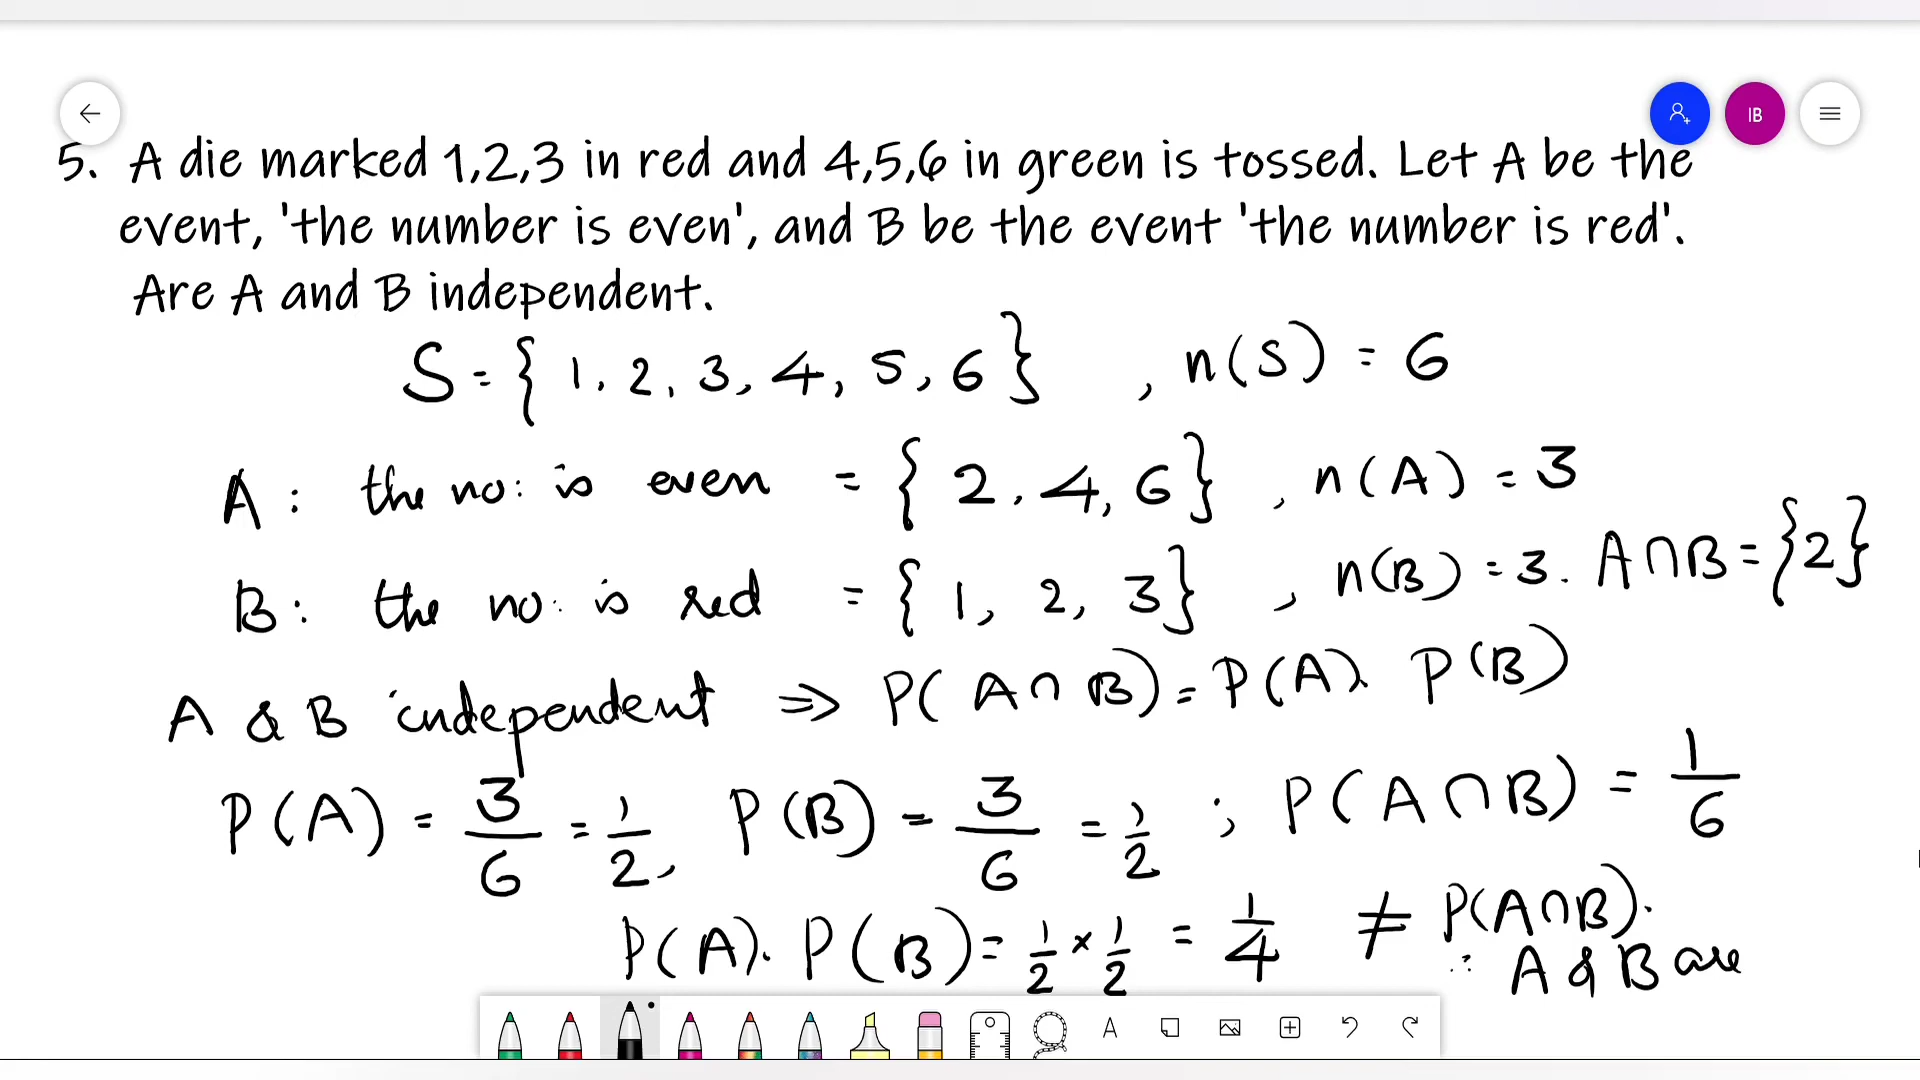 IB
5. A die marked 1,2,3 in red and 4,5,6 in green is tossed. Let A be the
event, 'the number is even', and B be the event 'the number is red'.
Are A and B independent.
S = { 1, 2, 3, 4, 5, 6 } , n(S) = 6
A : the no: is even = { 2, 4, 6 } , n(A) = 3
B : the no: is red = { 1, 2, 3 } , n(B) = 3. A∩B = {2}
A & B independent ⇒ P(A∩B) = P(A). P(B)
P(A) = 3/6 = 1/2, P(B) = 3/6 = 1/2 ; P(A∩B) = 1/6
P(A). P(B) = 1/2 × 1/2 = 1/4 ≠ P(A∩B).
∴ A & B are